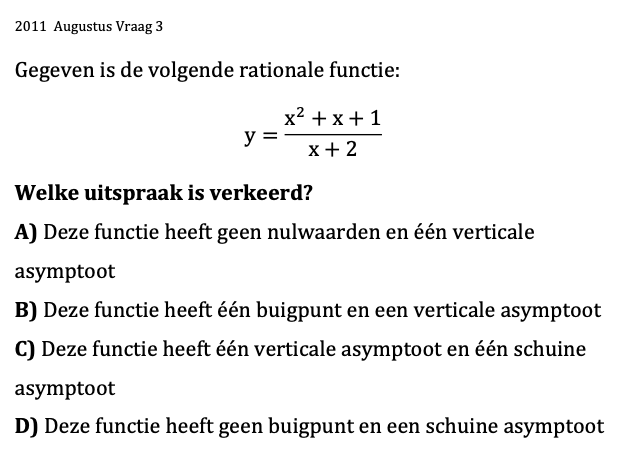 2011 Augustus Vraag 3
Gegeven is de volgende rationale functie:
y = \frac{x² + x + 1}{x + 2}
Welke uitspraak is verkeerd?
A) Deze functie heeft geen nulwaarden en één verticale
asymptoot
B) Deze functie heeft één buigpunt en een verticale asymptoot
C) Deze functie heeft één verticale asymptoot en één schuine
asymptoot
D) Deze functie heeft geen buigpunt en een schuine asymptoot